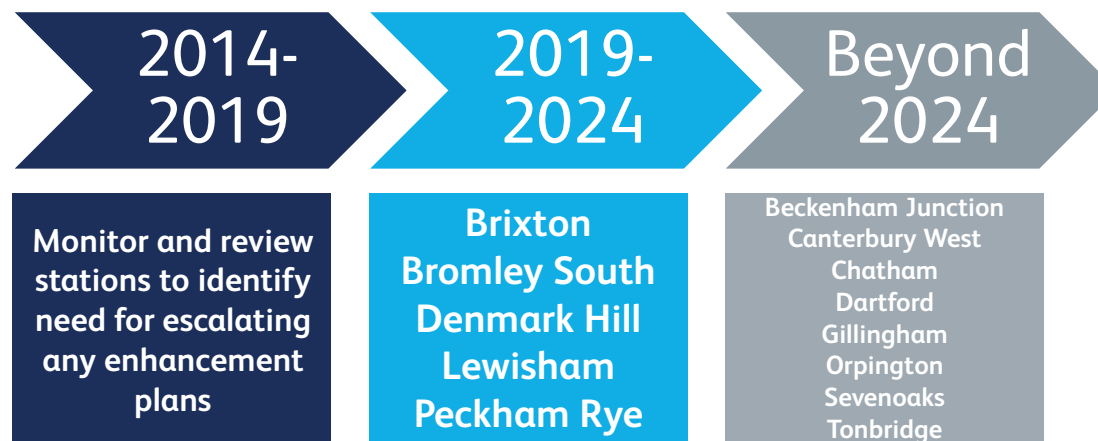 2014-
2019
2019-
2024
Beyond
2024
Monitor and review
stations to identify
need for escalating
any enhancement
plans
Brixton
Bromley South
Denmark Hill
Lewisham
Peckham Rye
Beckenham Junction
Canterbury West
Chatham
Dartford
Gillingham
Orpington
Sevenoaks
Tonbridge